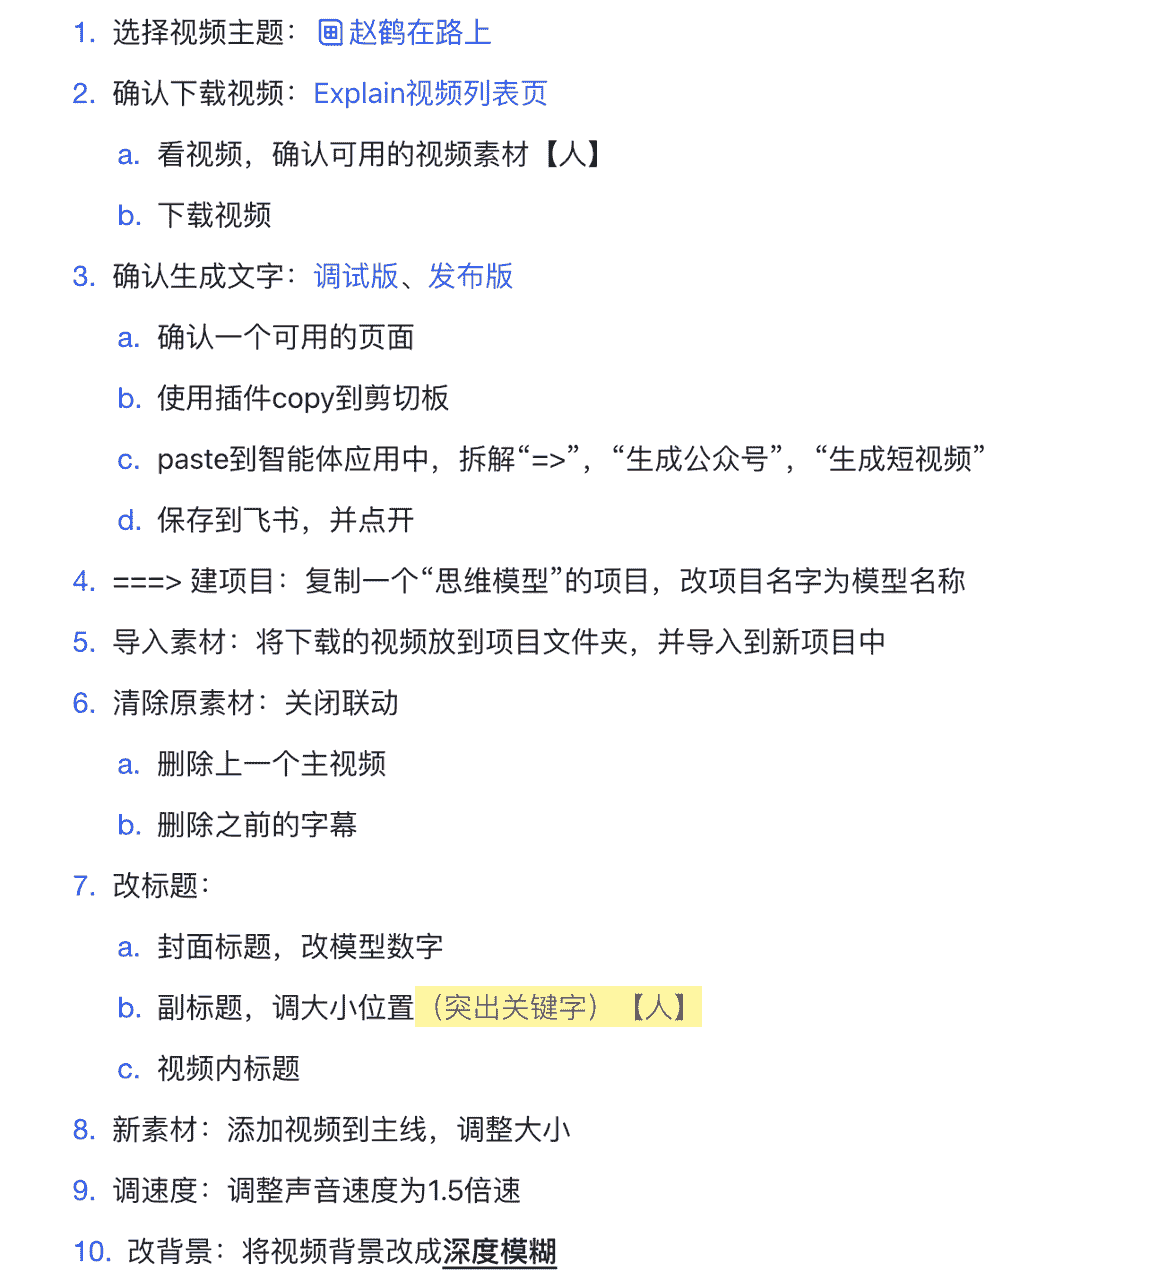 1. 选择视频主题： 赵鹤在路上
2. 确认下载视频：Explain视频列表页
a. 看视频，确认可用的视频素材【人】
b. 下载视频
3. 确认生成文字：调试版、发布版
a. 确认一个可用的页面
b. 使用插件copy到剪切板
c. paste到智能体应用中，拆解“=>”，“生成公众号”，“生成短视频”
d. 保存到飞书，并点开
4. ===> 建项目：复制一个“思维模型”的项目，改项目名字为模型名称
5. 导入素材：将下载的视频放到项目文件夹，并导入到新项目中
6. 清除原素材：关闭联动
a. 删除上一个主视频
b. 删除之前的字幕
7. 改标题：
a. 封面标题，改模型数字
b. 副标题，调大小位置（突出关键字）【人】
c. 视频内标题
8. 新素材：添加视频到主线，调整大小
9. 调速度：调整声音速度为1.5倍速
10. 改背景：将视频背景改成深度模糊